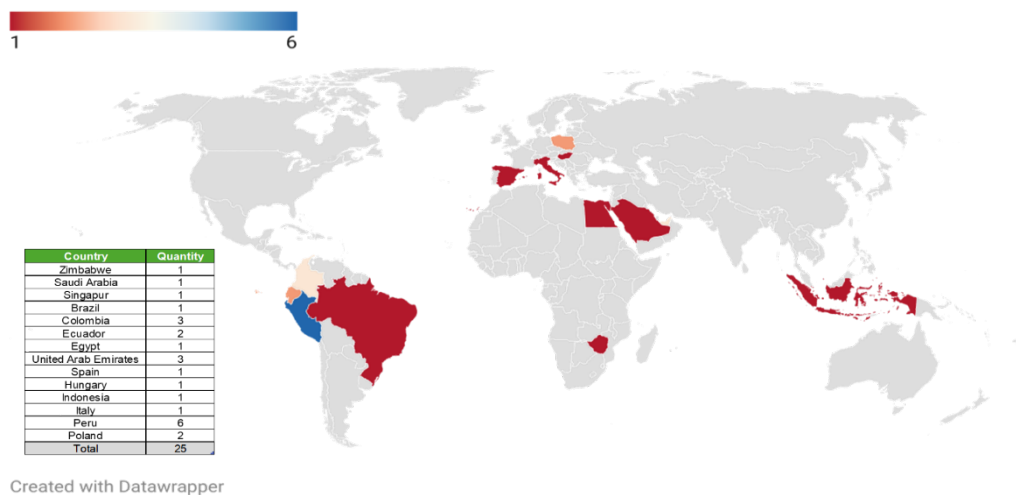 1 6
Country Quantity
Zimbabwe 1
Saudi Arabia 1
Singapur 1
Brazil 1
Colombia 3
Ecuador 2
Egypt 1
United Arab Emirates 3
Spain 1
Hungary 1
Indonesia 1
Italy 1
Peru 6
Poland 2
Total 25
Created with Datawrapper